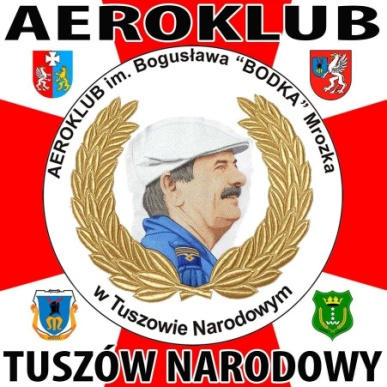 AEROKLUB
AEROKLUB im. Bogusława "BODKA" Mrozka
w Tuszowie Narodowym
TUSZÓW NARODOWY